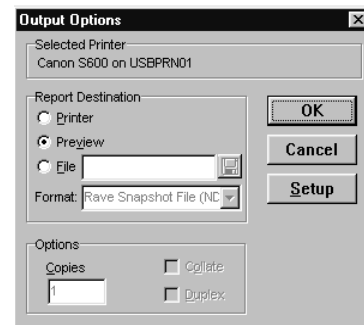 Output Options
Selected Printer
Canon S600 on USBPRN01
Report Destination
Printer
Preview
File
Format: Rave Snapshot File (ND
OK
Cancel
Setup
Options
Copies
1
Collate
Duplex